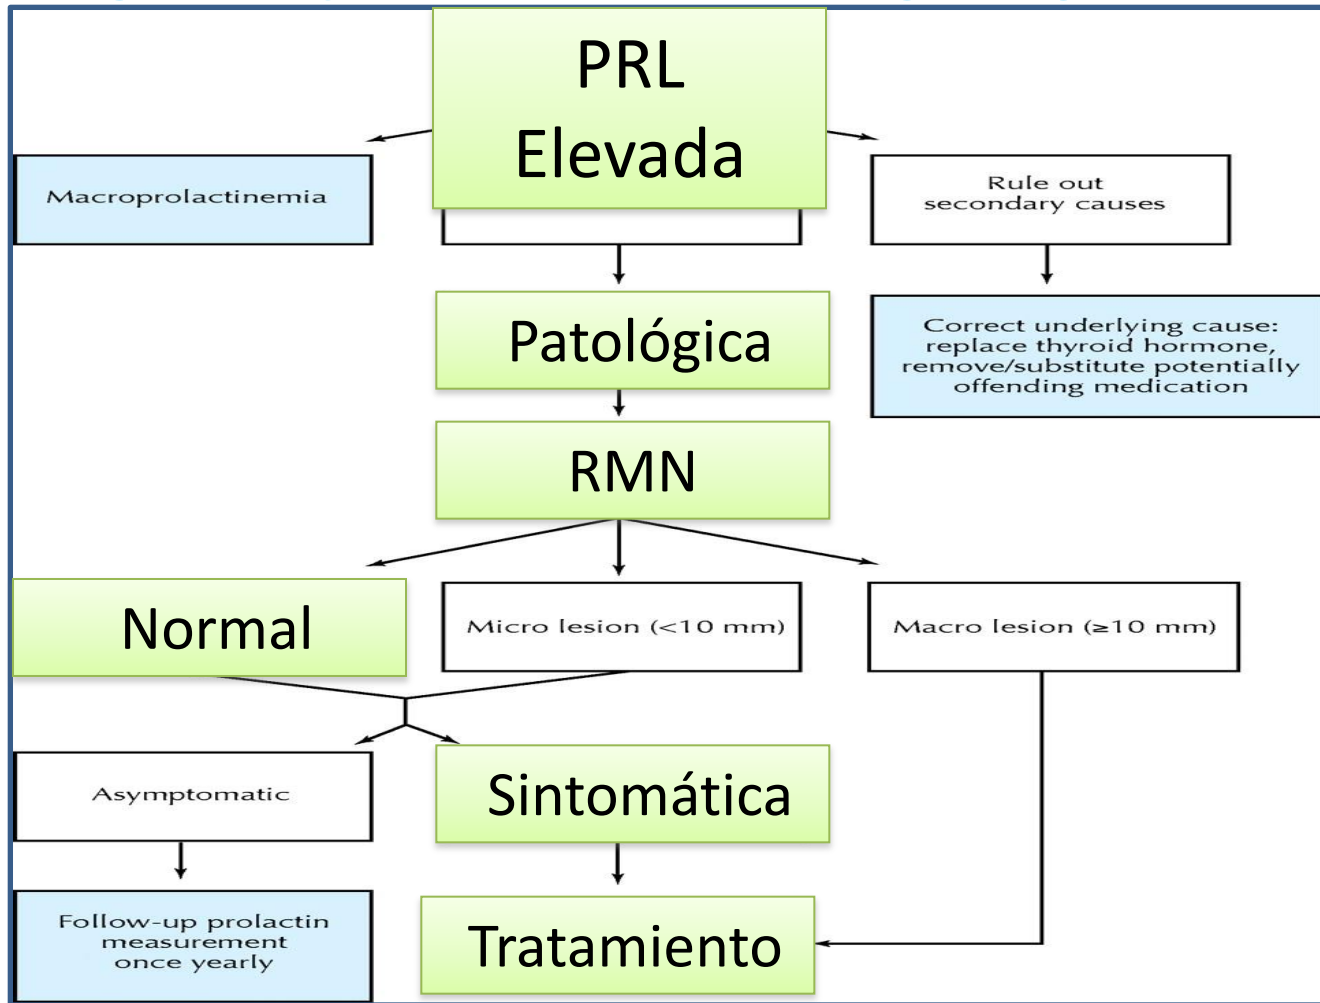 PRL
Elevada
Macroprolactinemia
Rule out
secondary causes
Patológica
Correct underlying cause:
replace thyroid hormone,
remove/substitute potentially
offending medication
RMN
Normal
Micro lesion (<10 mm)
Macro lesion (≥10 mm)
Asymptomatic
Sintomática
Follow-up prolactin
measurement
once yearly
Tratamiento